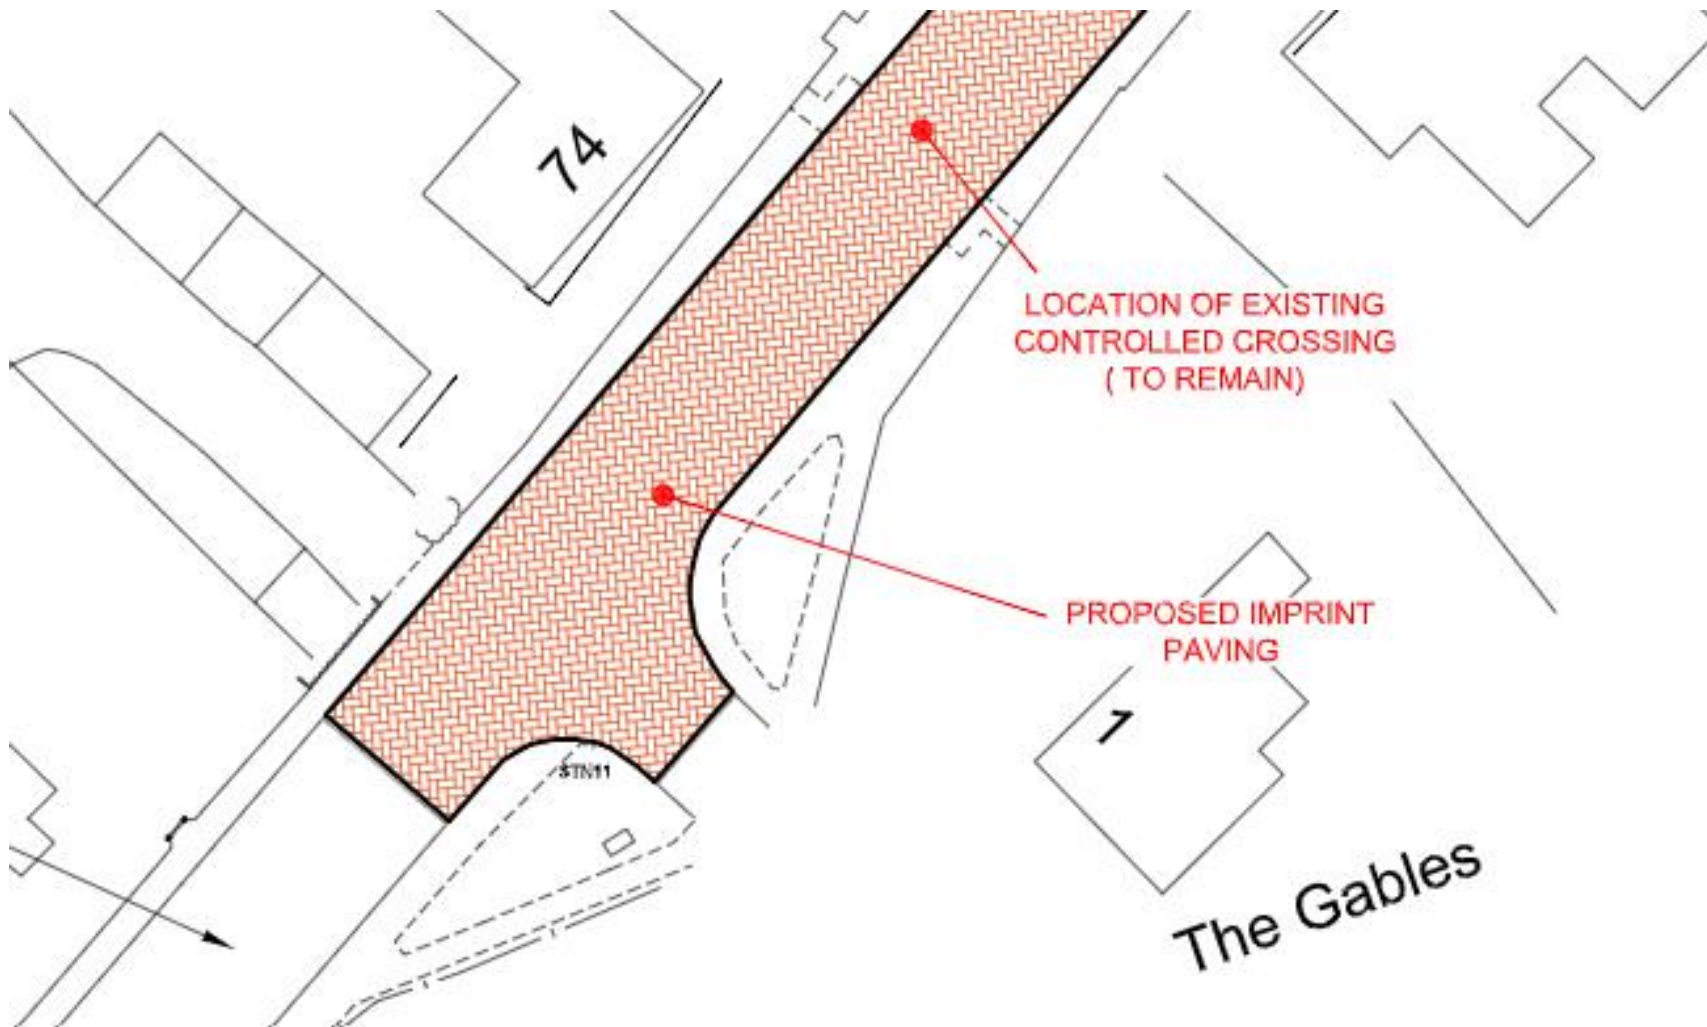 74
LOCATION OF EXISTING
CONTROLLED CROSSING
( TO REMAIN)
PROPOSED IMPRINT
PAVING
1
STN11
The Gables